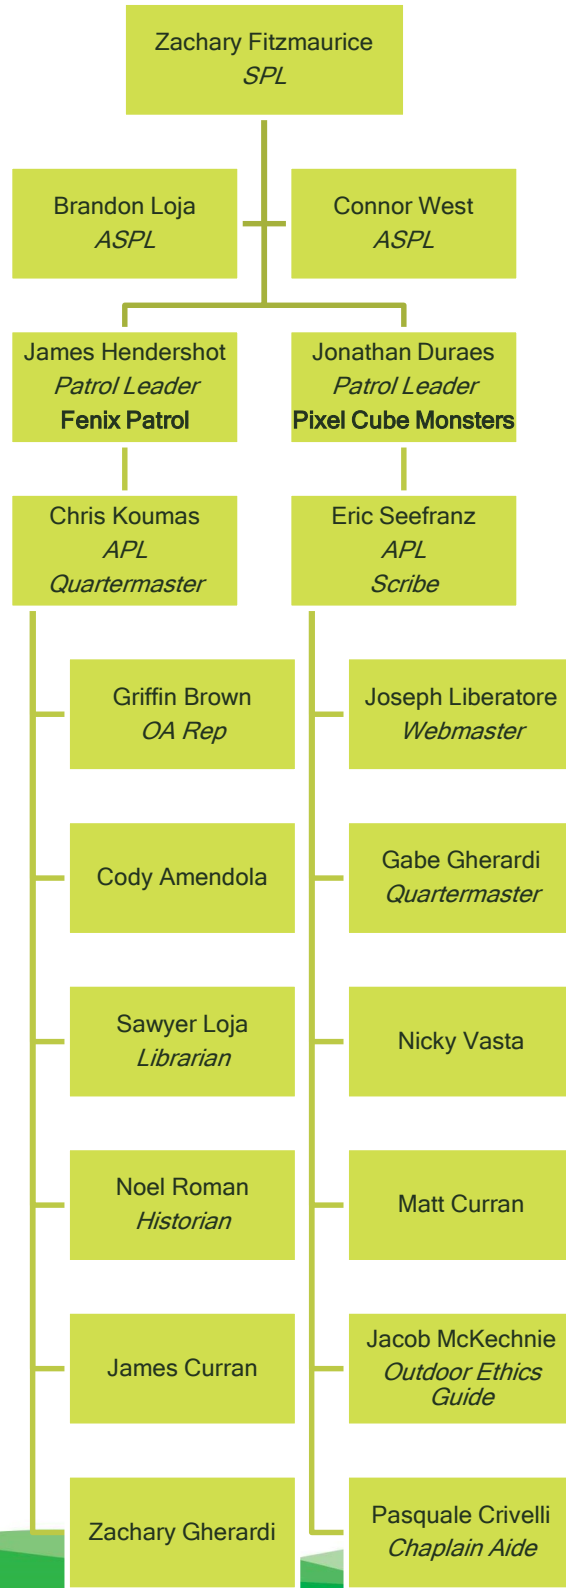 Zachary Fitzmaurice
SPL
Brandon Loja
ASPL
Connor West
ASPL
James Hendershot
Patrol Leader
Fenix Patrol
Jonathan Duraes
Patrol Leader
Pixel Cube Monsters
Chris Koumas
APL
Quartermaster
Eric Seefranz
APL
Scribe
Griffin Brown
OA Rep
Joseph Liberatore
Webmaster
Cody Amendola
Gabe Gherardi
Quartermaster
Sawyer Loja
Librarian
Nicky Vasta
Noel Roman
Historian
Matt Curran
James Curran
Jacob McKechnie
Outdoor Ethics
Guide
Zachary Gherardi
Pasquale Crivelli
Chaplain Aide